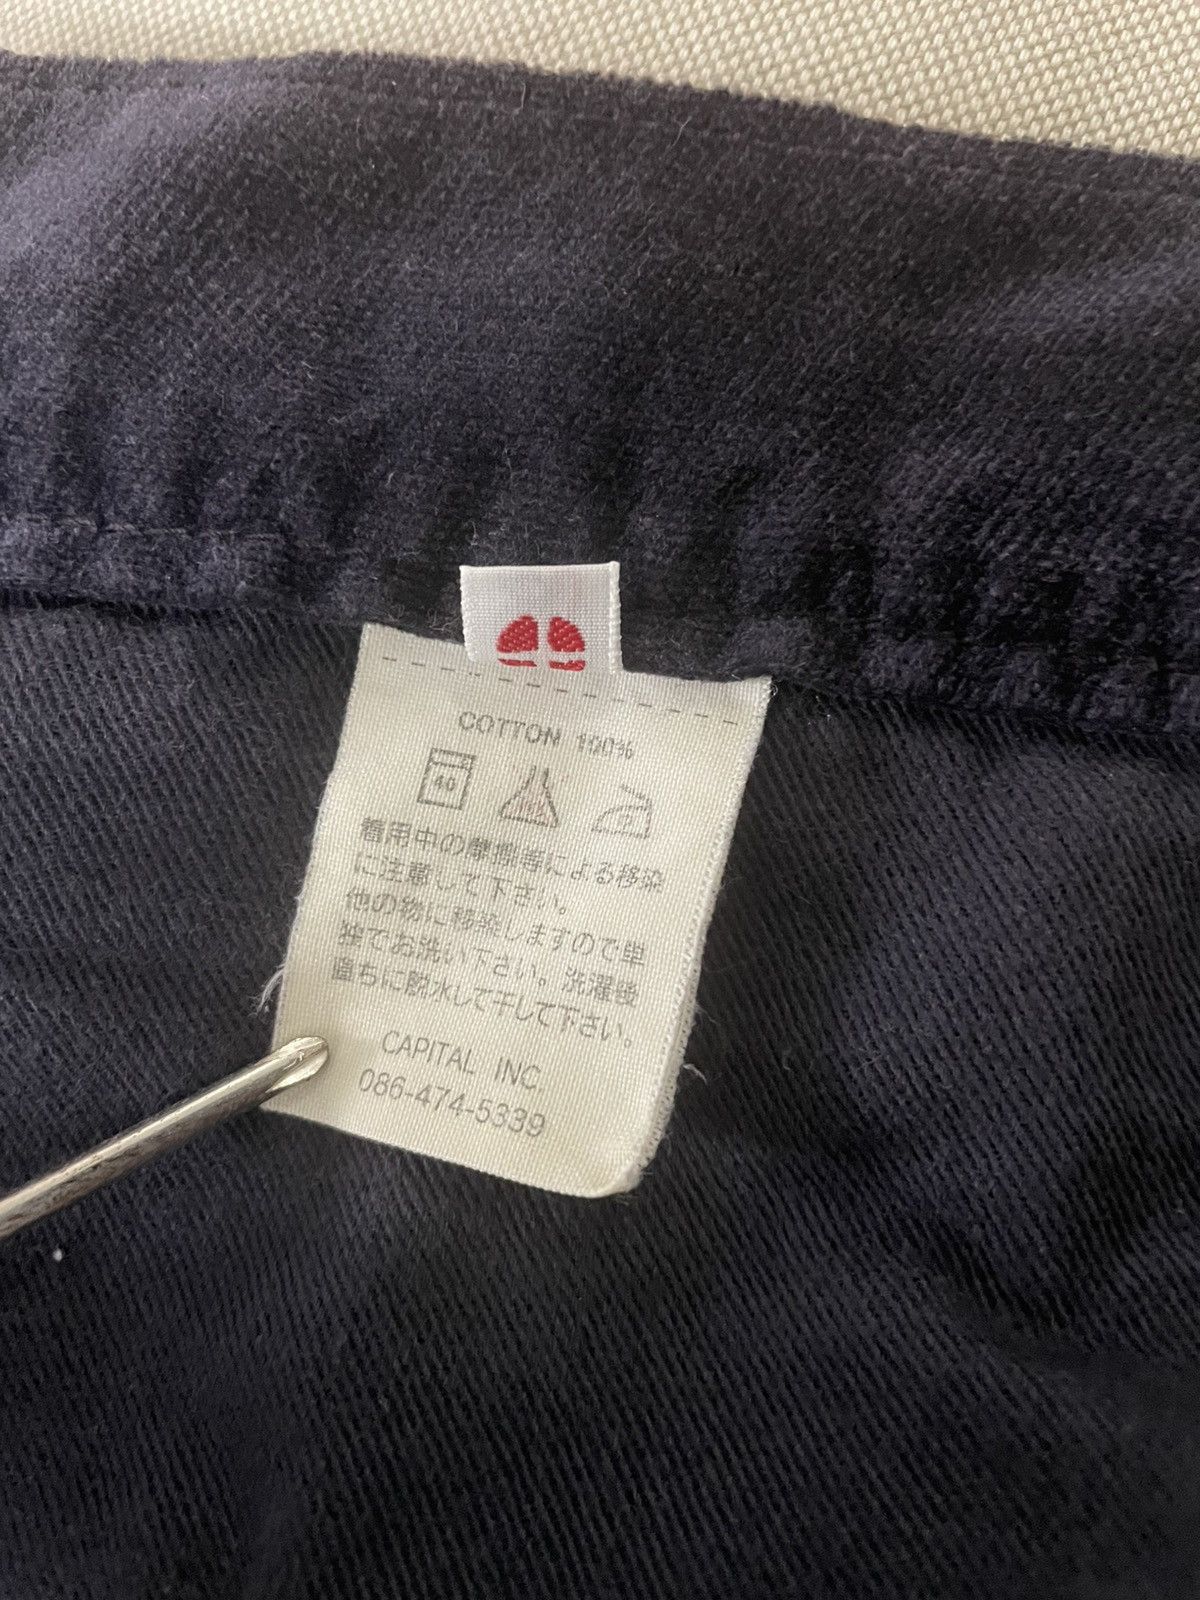 COTTON 100%
40
着用中の摩擦等による移染
に注意して下さい。
他の物に移染しますので単
独でお洗い下さい。洗濯後
直ちに脱水して干して下さい。
CAPITAL INC.
086-474-5339